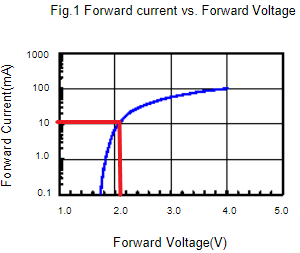 Fig.1 Forward current vs. Forward Voltage
Forward Current(mA)
1000
100
10
1.0
0.1
1.0 2.0 3.0 4.0 5.0
Forward Voltage(V)